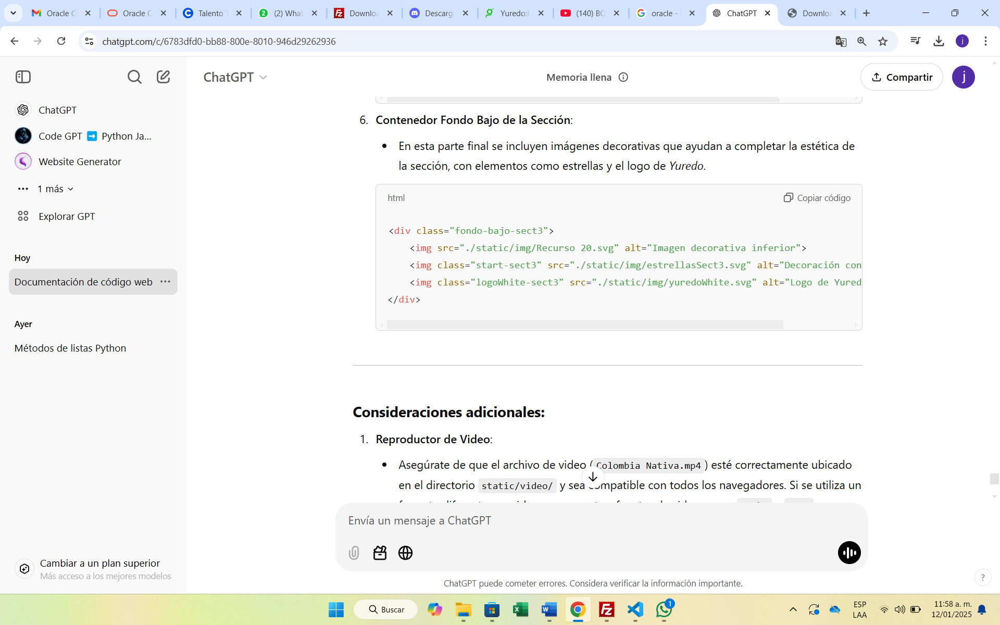 Oracle C
Oracle C
Talento T
(2) What
Downloa
Descarga
Yuredo:E
(140) BO
oracle -
ChatGPT
Downloa
chatgpt.com/c/6783dfd0-bb88-800e-8010-946d29262936
j
ChatGPT
Memoria llena
Compartir
j
ChatGPT
Code GPT ➡️ Python Ja...
Website Generator
1 más
Explorar GPT
Hoy
Documentación de código web
Ayer
Métodos de listas Python
Cambiar a un plan superior
Más acceso a los mejores modelos
6. Contenedor Fondo Bajo de la Sección:
• En esta parte final se incluyen imágenes decorativas que ayudan a completar la estética de
la sección, con elementos como estrellas y el logo de Yuredo.
html
Copiar código
<div class="fondo-bajo-sect3">
<img src="./static/img/Recurso 20.svg" alt="Imagen decorativa inferior">
<img class="start-sect3" src="./static/img/estrellasSect3.svg" alt="Decoración con
<img class="logoWhite-sect3" src="./static/img/yuredoWhite.svg" alt="Logo de Yured
</div>
Consideraciones adicionales:
1. Reproductor de Video:
• Asegúrate de que el archivo de video (Colombia Nativa.mp4) esté correctamente ubicado
en el directorio static/video/ y sea compatible con todos los navegadores. Si se utiliza un
Envía un mensaje a ChatGPT
ChatGPT puede cometer errores. Considera verificar la información importante.
?
Buscar
1
ESP
LAA
11:58 a. m.
12/01/2025